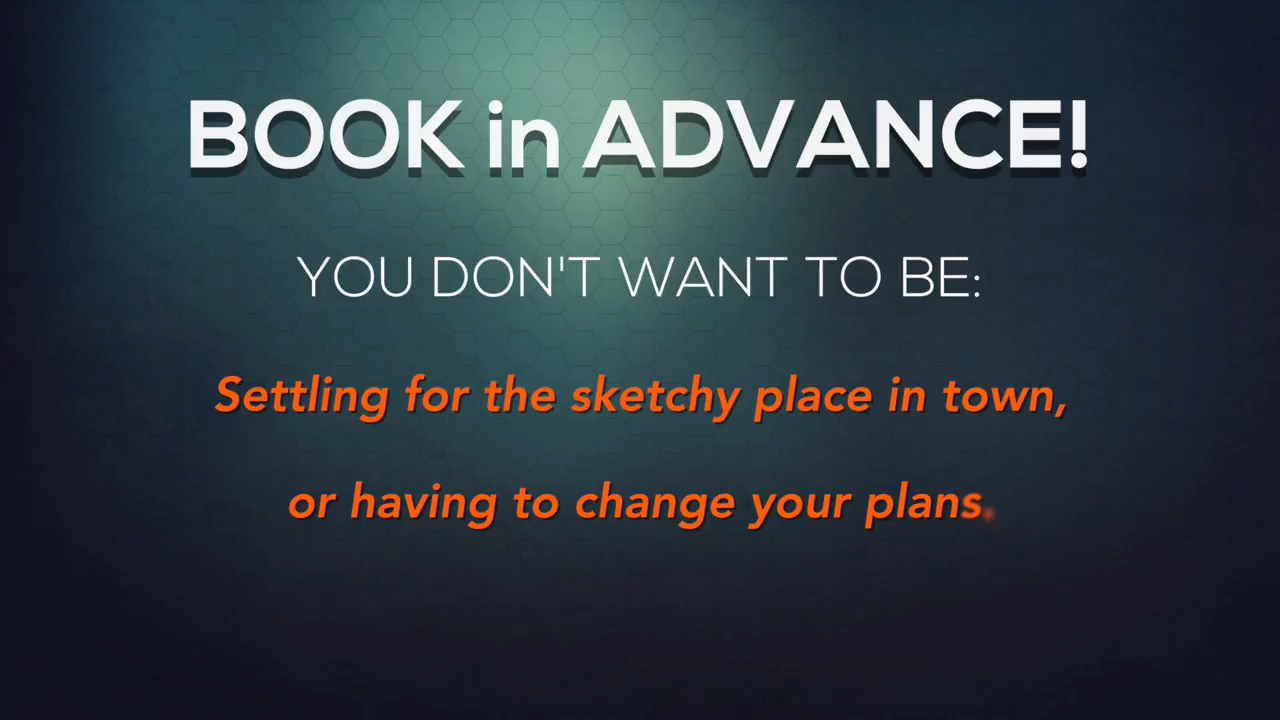 BOOK in ADVANCE!
YOU DON'T WANT TO BE:
Settling for the sketchy place in town,
or having to change your plans.